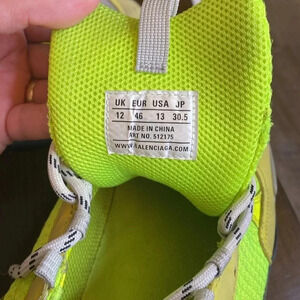 UK EUR USA JP
12 46 13 30.5
MADE IN CHINA
ART NO. 512175
WWW.BALENCIAGA.COM